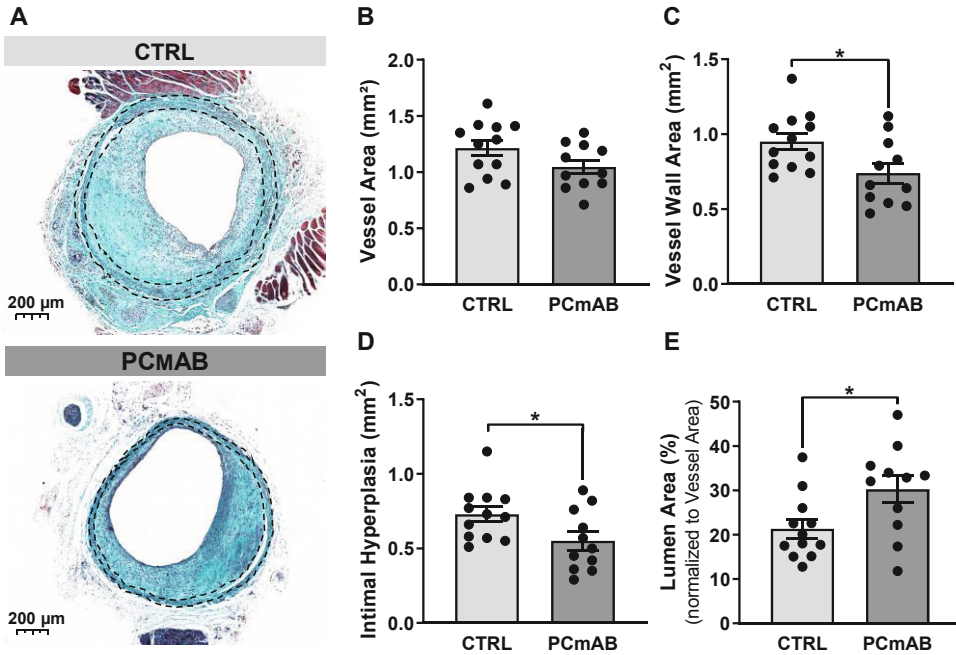 A
CTRL
200 µm
PCMAB
200 µm
B
Vessel Area (mm²)
2.0
1.5
1.0
0.5
0.0
CTRL PCmAB
C
Vessel Wall Area (mm²)
1.5
1.0
0.5
0.0
*
CTRL PCmAB
D
Intimal Hyperplasia (mm²)
1.5
1.0
0.5
0.0
*
CTRL PCmAB
E
Lumen Area (%)
(normalized to Vessel Area)
50
40
30
20
10
0
*
CTRL PCmAB